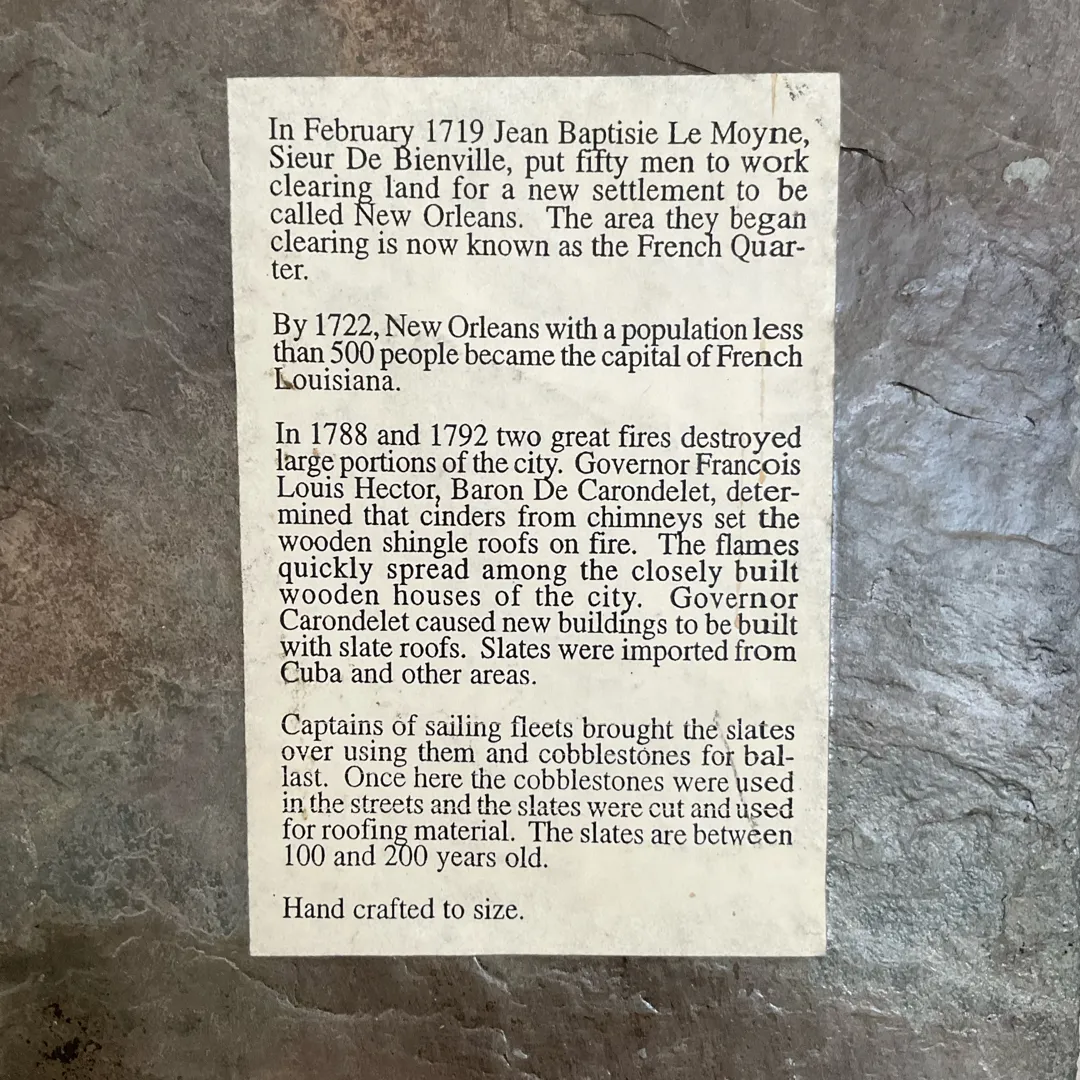 In February 1719 Jean Baptisie Le Moyne,
Sieur De Bienville, put fifty men to work
clearing land for a new settlement to be
called New Orleans. The area they began
clearing is now known as the French Quar-
ter.
By 1722, New Orleans with a population less
than 500 people became the capital of French
Louisiana.
In 1788 and 1792 two great fires destroyed
large portions of the city. Governor Francois
Louis Hector, Baron De Carondelet, deter-
mined that cinders from chimneys set the
wooden shingle roofs on fire. The flames
quickly spread among the closely built
wooden houses of the city. Governor
Carondelet caused new buildings to be built
with slate roofs. Slates were imported from
Cuba and other areas.
Captains of sailing fleets brought the slates
over using them and cobblestones for bal-
last. Once here the cobblestones were used
in the streets and the slates were cut and used
for roofing material. The slates are between
100 and 200 years old.
Hand crafted to size.